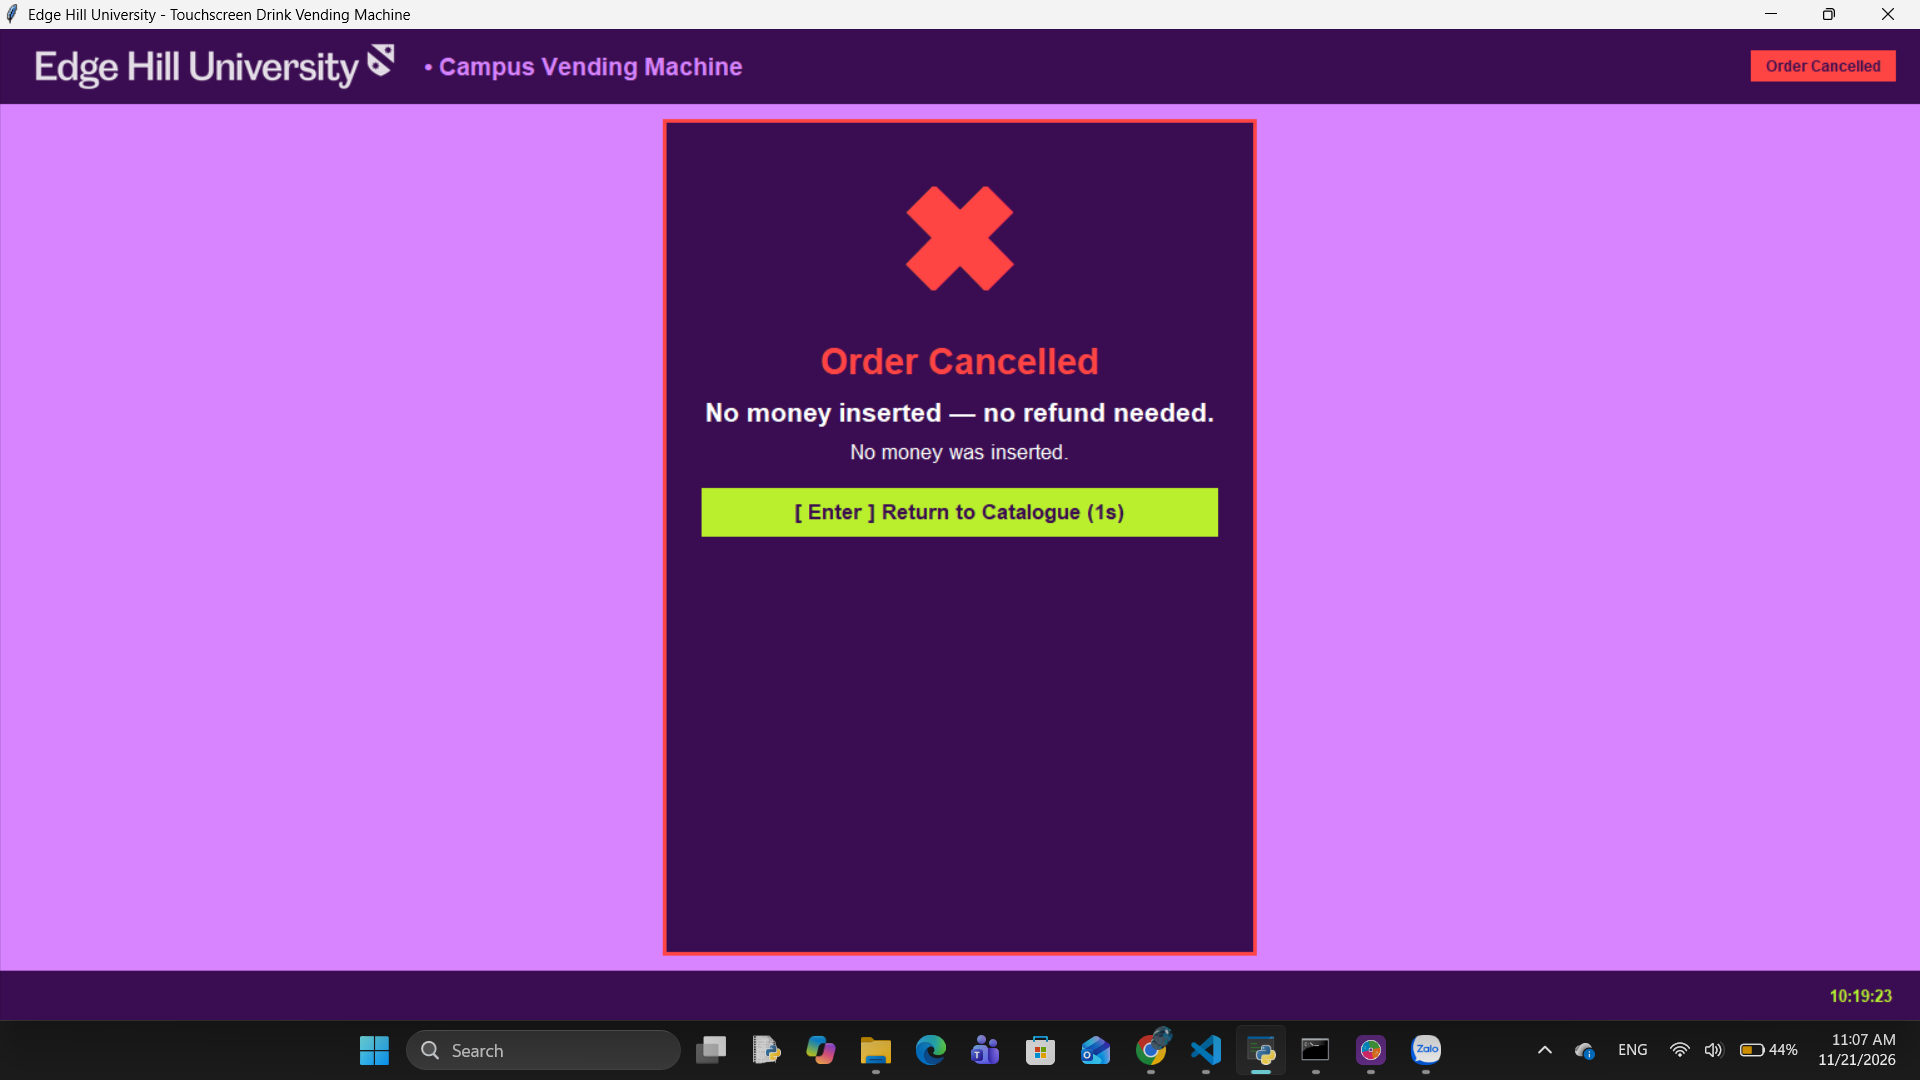 Edge Hill University - Touchscreen Drink Vending Machine
Edge Hill University
• Campus Vending Machine
Order Cancelled
Order Cancelled
No money inserted — no refund needed.
No money was inserted.
[ Enter ] Return to Catalogue (1s)
10:19:23
Search
Zalo
ENG
44%
11:07 AM
11/21/2026